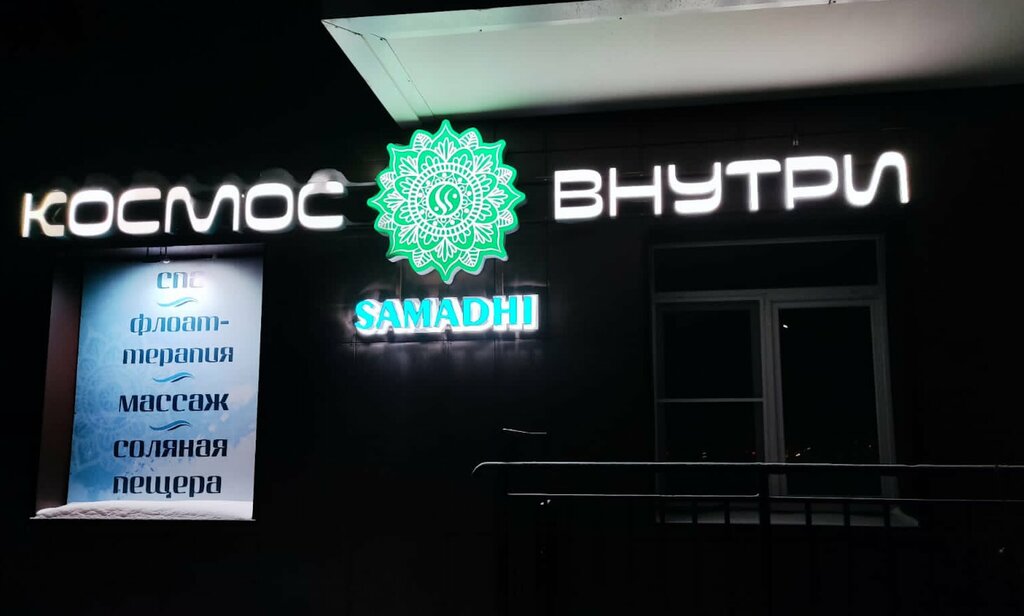 КОСМОС ВНУТРИ
SAMADHI
спа
флоат-
терапия
массаж
соляная
пещера